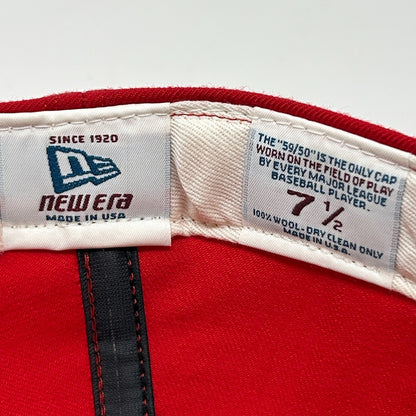 SINCE 1920
NE
new era
MADE IN USA
THE "59/50" IS THE ONLY CAP
WORN ON THE FIELD OF PLAY
BY EVERY MAJOR LEAGUE
BASEBALL PLAYER.
7 1/2
100% WOOL-DRY CLEAN ONLY
MADE IN U.S.A.